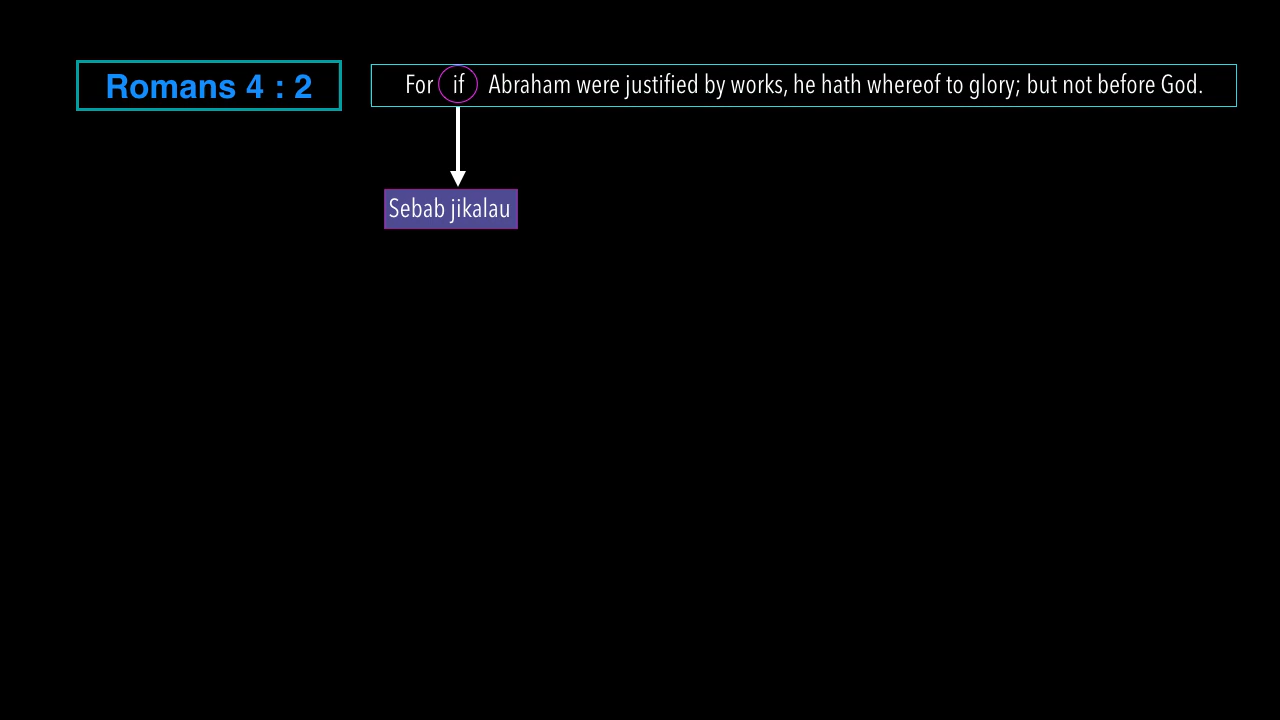 Romans 4 : 2
For if Abraham were justified by works, he hath whereof to glory; but not before God.
Sebab jikalau